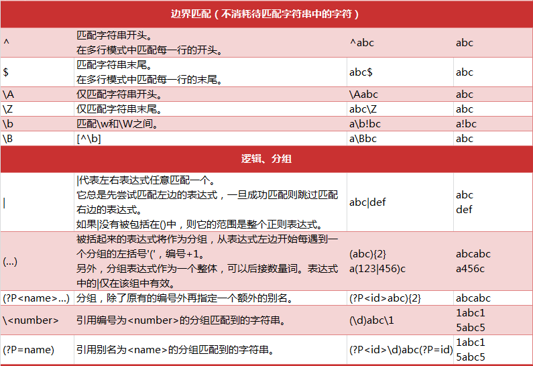 边界匹配（不消耗待匹配字符串中的字符）
^ 匹配字符串开头。 ^abc abc
在多行模式中匹配每一行的开头。
$ 匹配字符串末尾。 abc$ abc
在多行模式中匹配每一行的末尾。
\A 仅匹配字符串开头。 \Aabc abc
\Z 仅匹配字符串末尾。 abc\Z abc
\b 匹配\w和\W之间。 a\b!bc a!bc
\B [^\b] a\Bbc abc
逻辑、分组
| |代表左右表达式任意匹配一个。 abc|def abc
它总是先尝试匹配左边的表达式，一旦成功匹配则跳过匹配 def
右边的表达式。
如果|没有被包括在()中，则它的范围是整个正则表达式。
(...) 被括起来的表达式将作为分组，从表达式左边开始每遇到一 (abc){2} abcabc
个分组的左括号'('，编号+1。 a(123|456)c a456c
另外，分组表达式作为一个整体，可以后接数量词。表达式
中的|仅在该组中有效。
(?P<name>...) 分组，除了原有的编号外再指定一个额外的别名。 (?P<id>abc){2} abcabc
\<number> 引用编号为<number>的分组匹配到的字符串。 (\d)abc\1 1abc1
5abc5
(?P=name) 引用别名为<name>的分组匹配到的字符串。 (?P<id>\d)abc(?P=id) 1abc1
5abc5